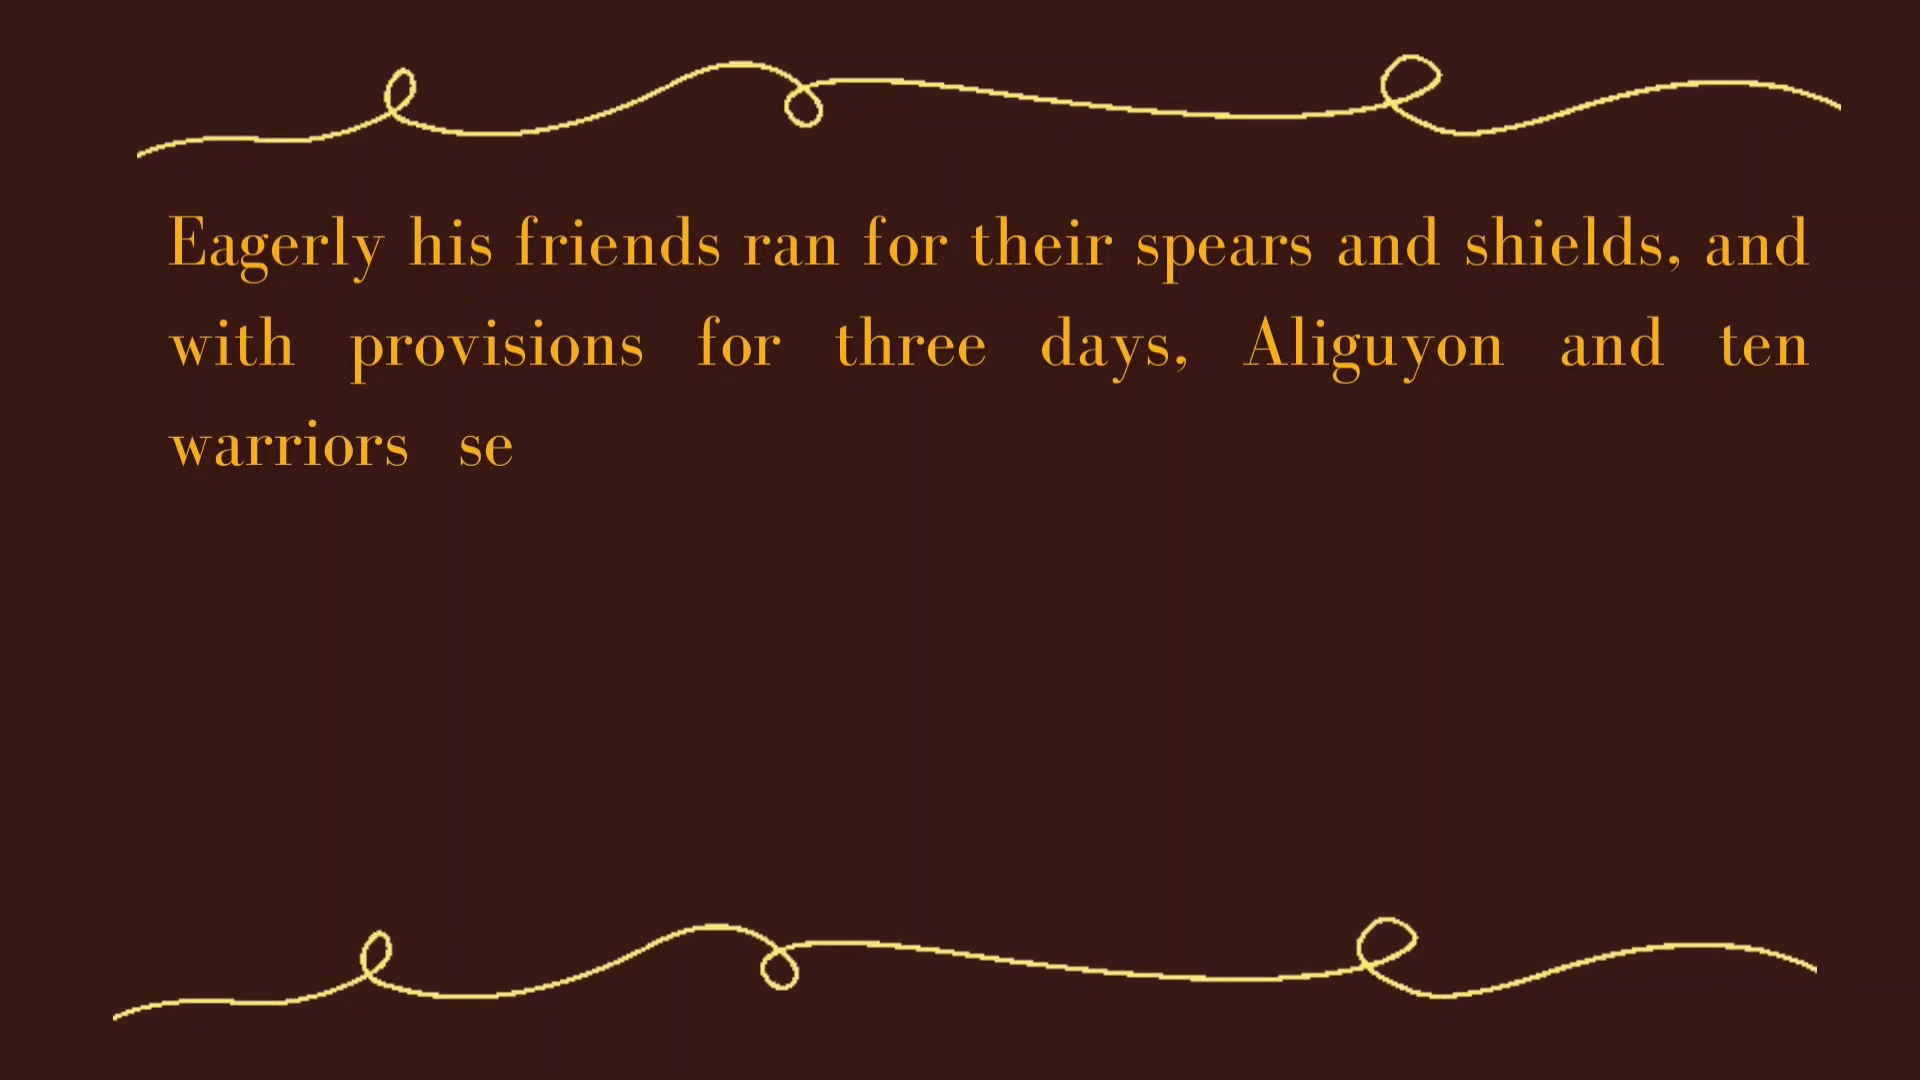 Eagerly his friends ran for their spears and shields, and
with provisions for three days, Aliguyon and ten
warriors se